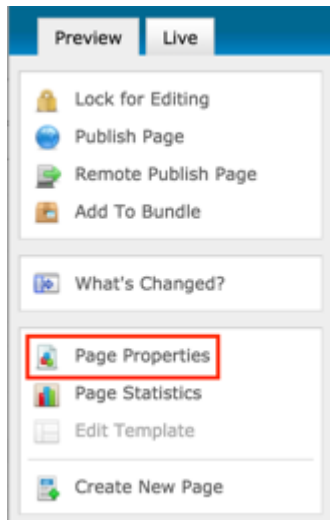 Preview Live
Lock for Editing
Publish Page
Remote Publish Page
Add To Bundle
What's Changed?
Page Properties
Page Statistics
Edit Template
Create New Page